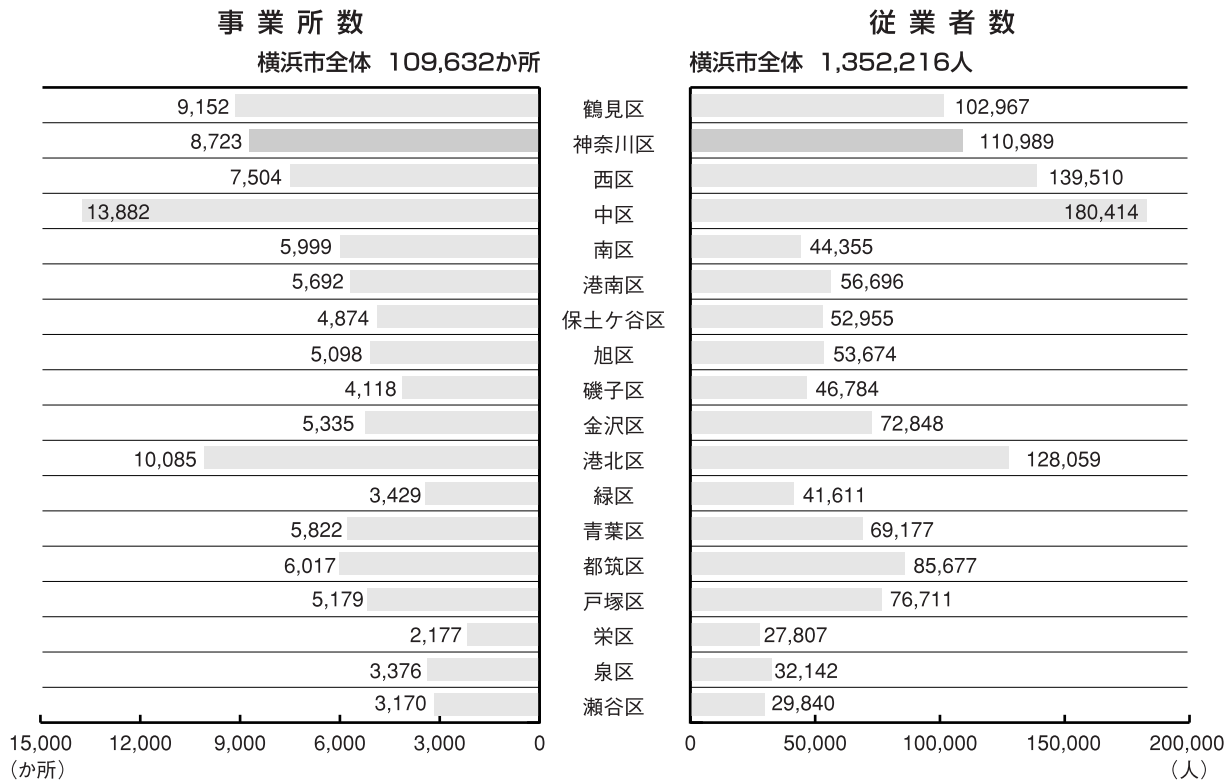 事業所数 従業者数
横浜市全体 109,632か所 横浜市全体 1,352,216人
9,152 鶴見区 102,967
8,723 神奈川区 110,989
7,504 西区 139,510
13,882 中区 180,414
5,999 南区 44,355
5,692 港南区 56,696
4,874 保土ケ谷区 52,955
5,098 旭区 53,674
4,118 磯子区 46,784
5,335 金沢区 72,848
10,085 港北区 128,059
3,429 緑区 41,611
5,822 青葉区 69,177
6,017 都筑区 85,677
5,179 戸塚区 76,711
2,177 栄区 27,807
3,376 泉区 32,142
3,170 瀬谷区 29,840
15,000 12,000 9,000 6,000 3,000 0 0 50,000 100,000 150,000 200,000
（か所） （人）